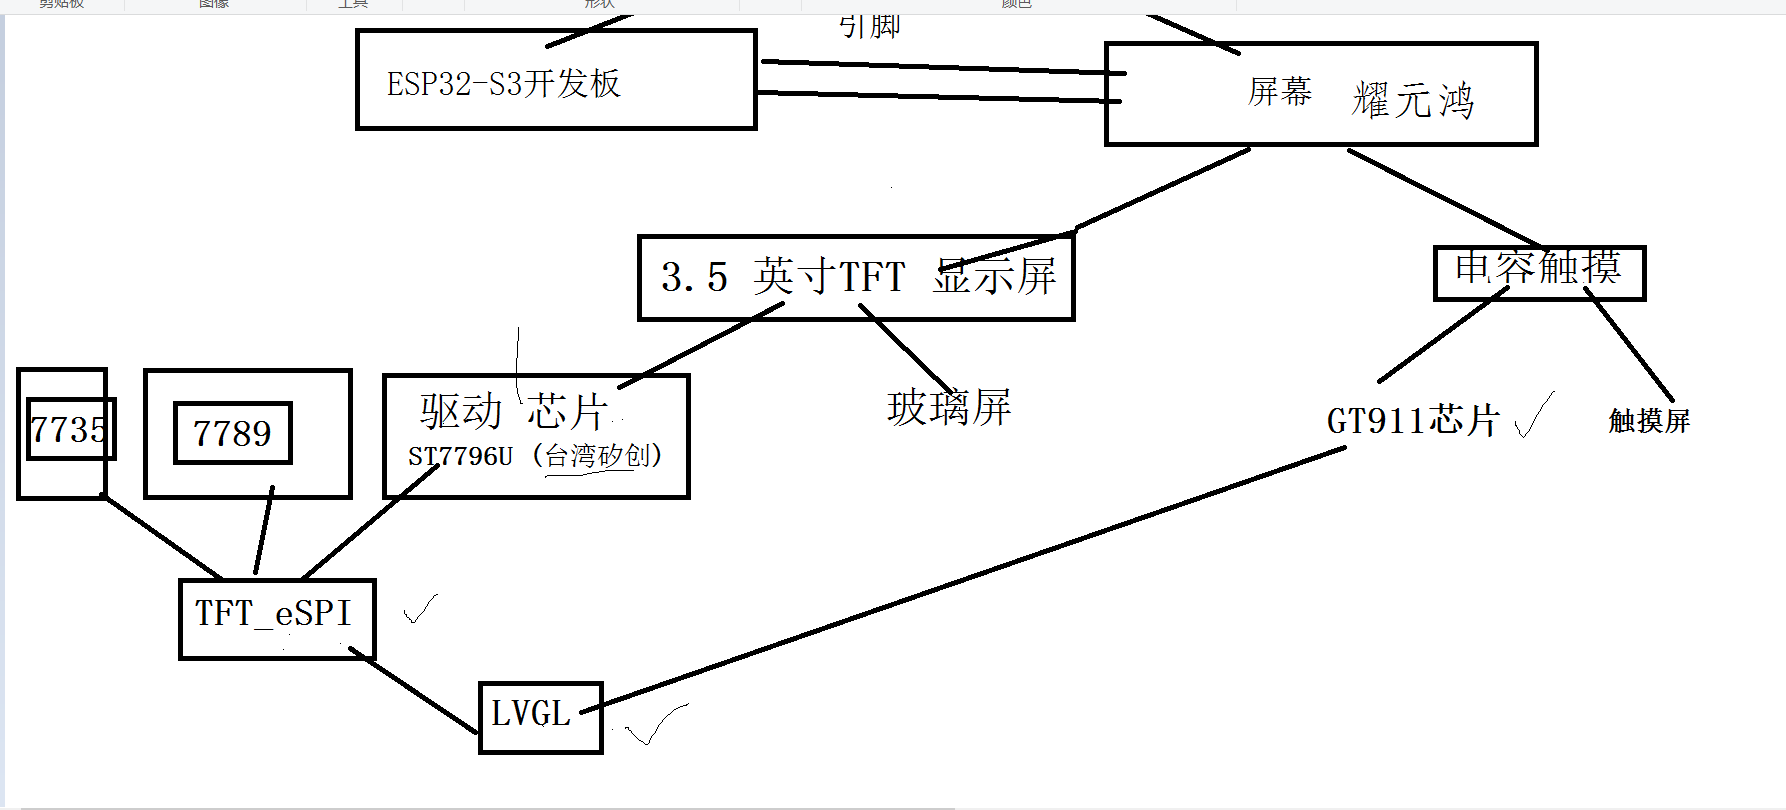 剪贴板
图像
工具
形状
颜色
引脚
ESP32-S3开发板
屏幕 耀元鸿
3.5 英寸TFT 显示屏
电容触摸
7735
7789
驱动 芯片
ST7796U (台湾矽创)
玻璃屏
GT911芯片
触摸屏
TFT_eSPI
LVGL